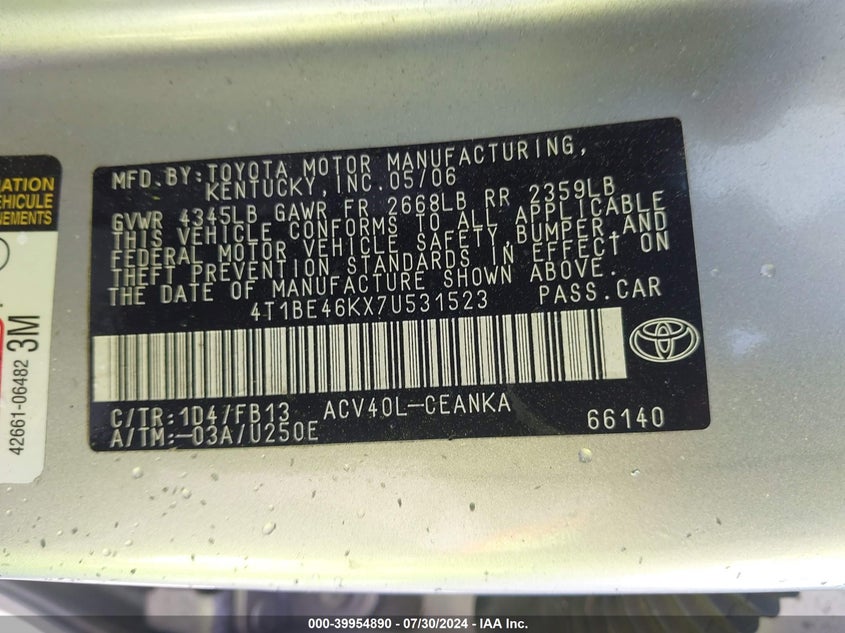 MATION
VÉHICULE
NEMENTS
42661-06482 3M
MFD.BY:TOYOTA MOTOR MANUFACTURING,
KENTUCKY,INC.05/06
GVWR 4345LB GAWR FR 2668LB RR 2359LB
THIS VEHICLE CONFORMS TO ALL APPLICABLE
FEDERAL MOTOR VEHICLE SAFETY,BUMPER,AND
THEFT PREVENTION STANDARDS IN EFFECT ON
THE DATE OF MANUFACTURE SHOWN ABOVE.
4T1BE46KX7U531523 PASS.CAR
C/TR:1D4/FB13 ACV40L-CEANKA
A/TM:-03A/U250E 66140
000-39954890 / 07/30/2024 - IAA Inc.